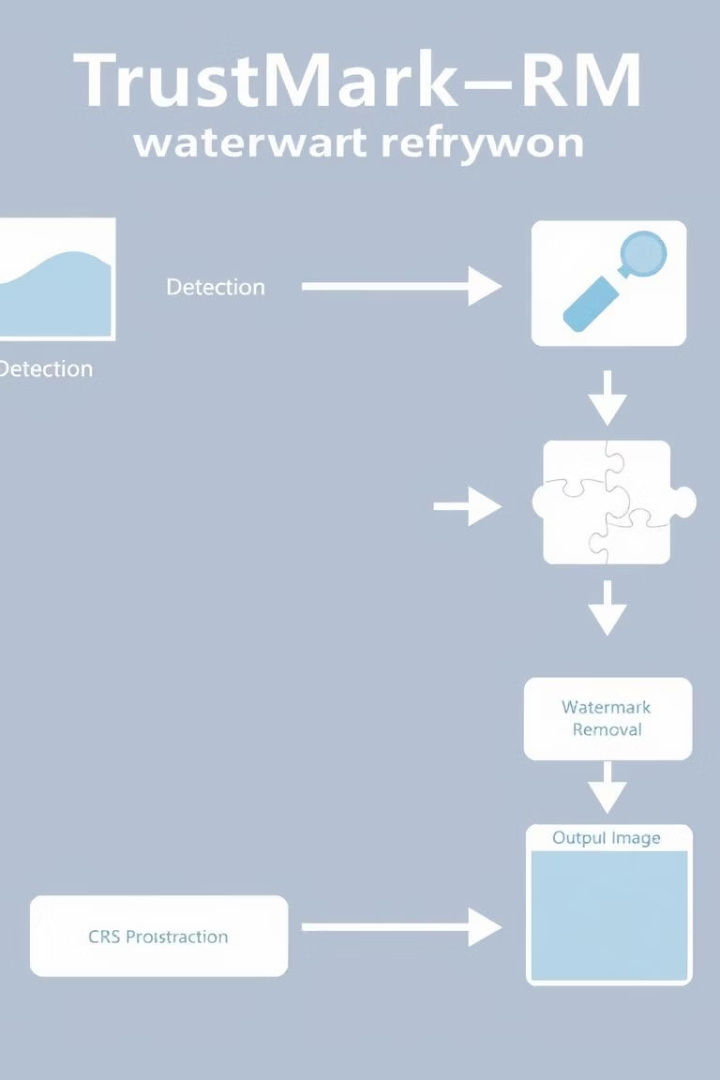 TrustMark—RM
waterwart refrywon
Detection
Detection
Watermark
Removal
Outpul Image
CRS Proistraction